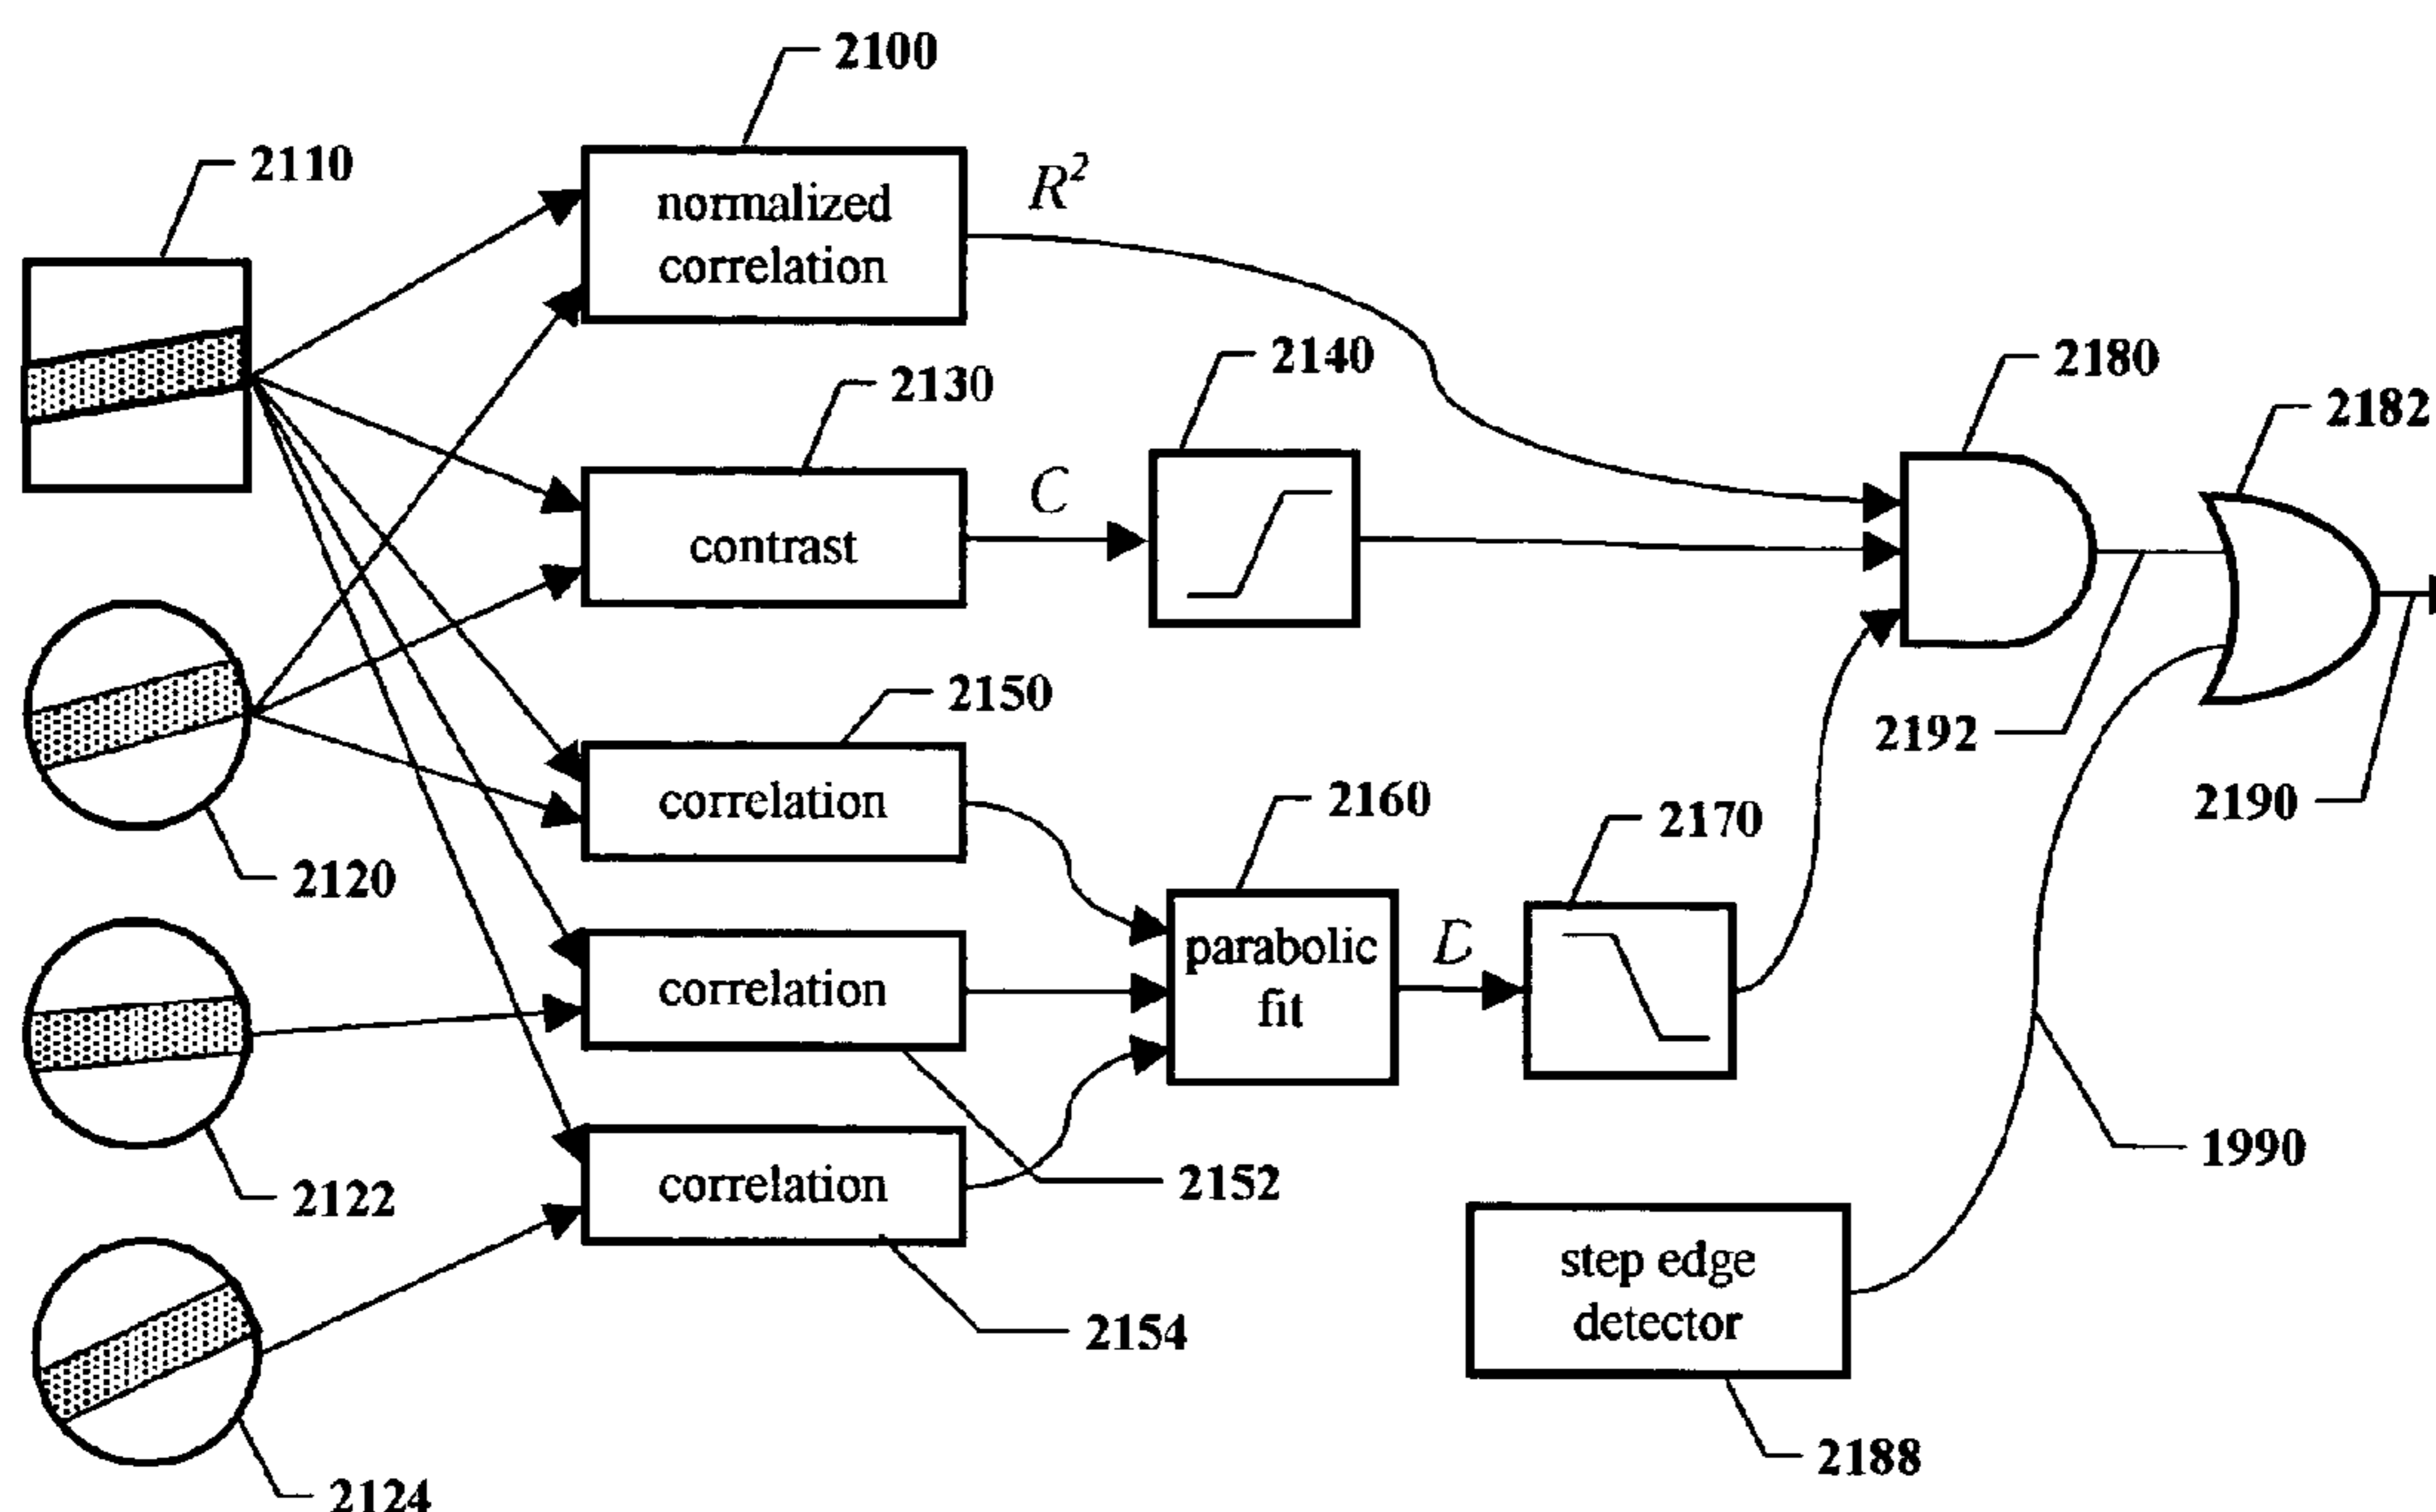 2100
2110
normalized
correlation
R²
2130
2140
2180
2182
contrast
C
2150
correlation
2192
2190
2160
2170
2120
parabolic
fit
D
correlation
1990
2122
correlation
2152
step edge
detector
2154
2188
2124